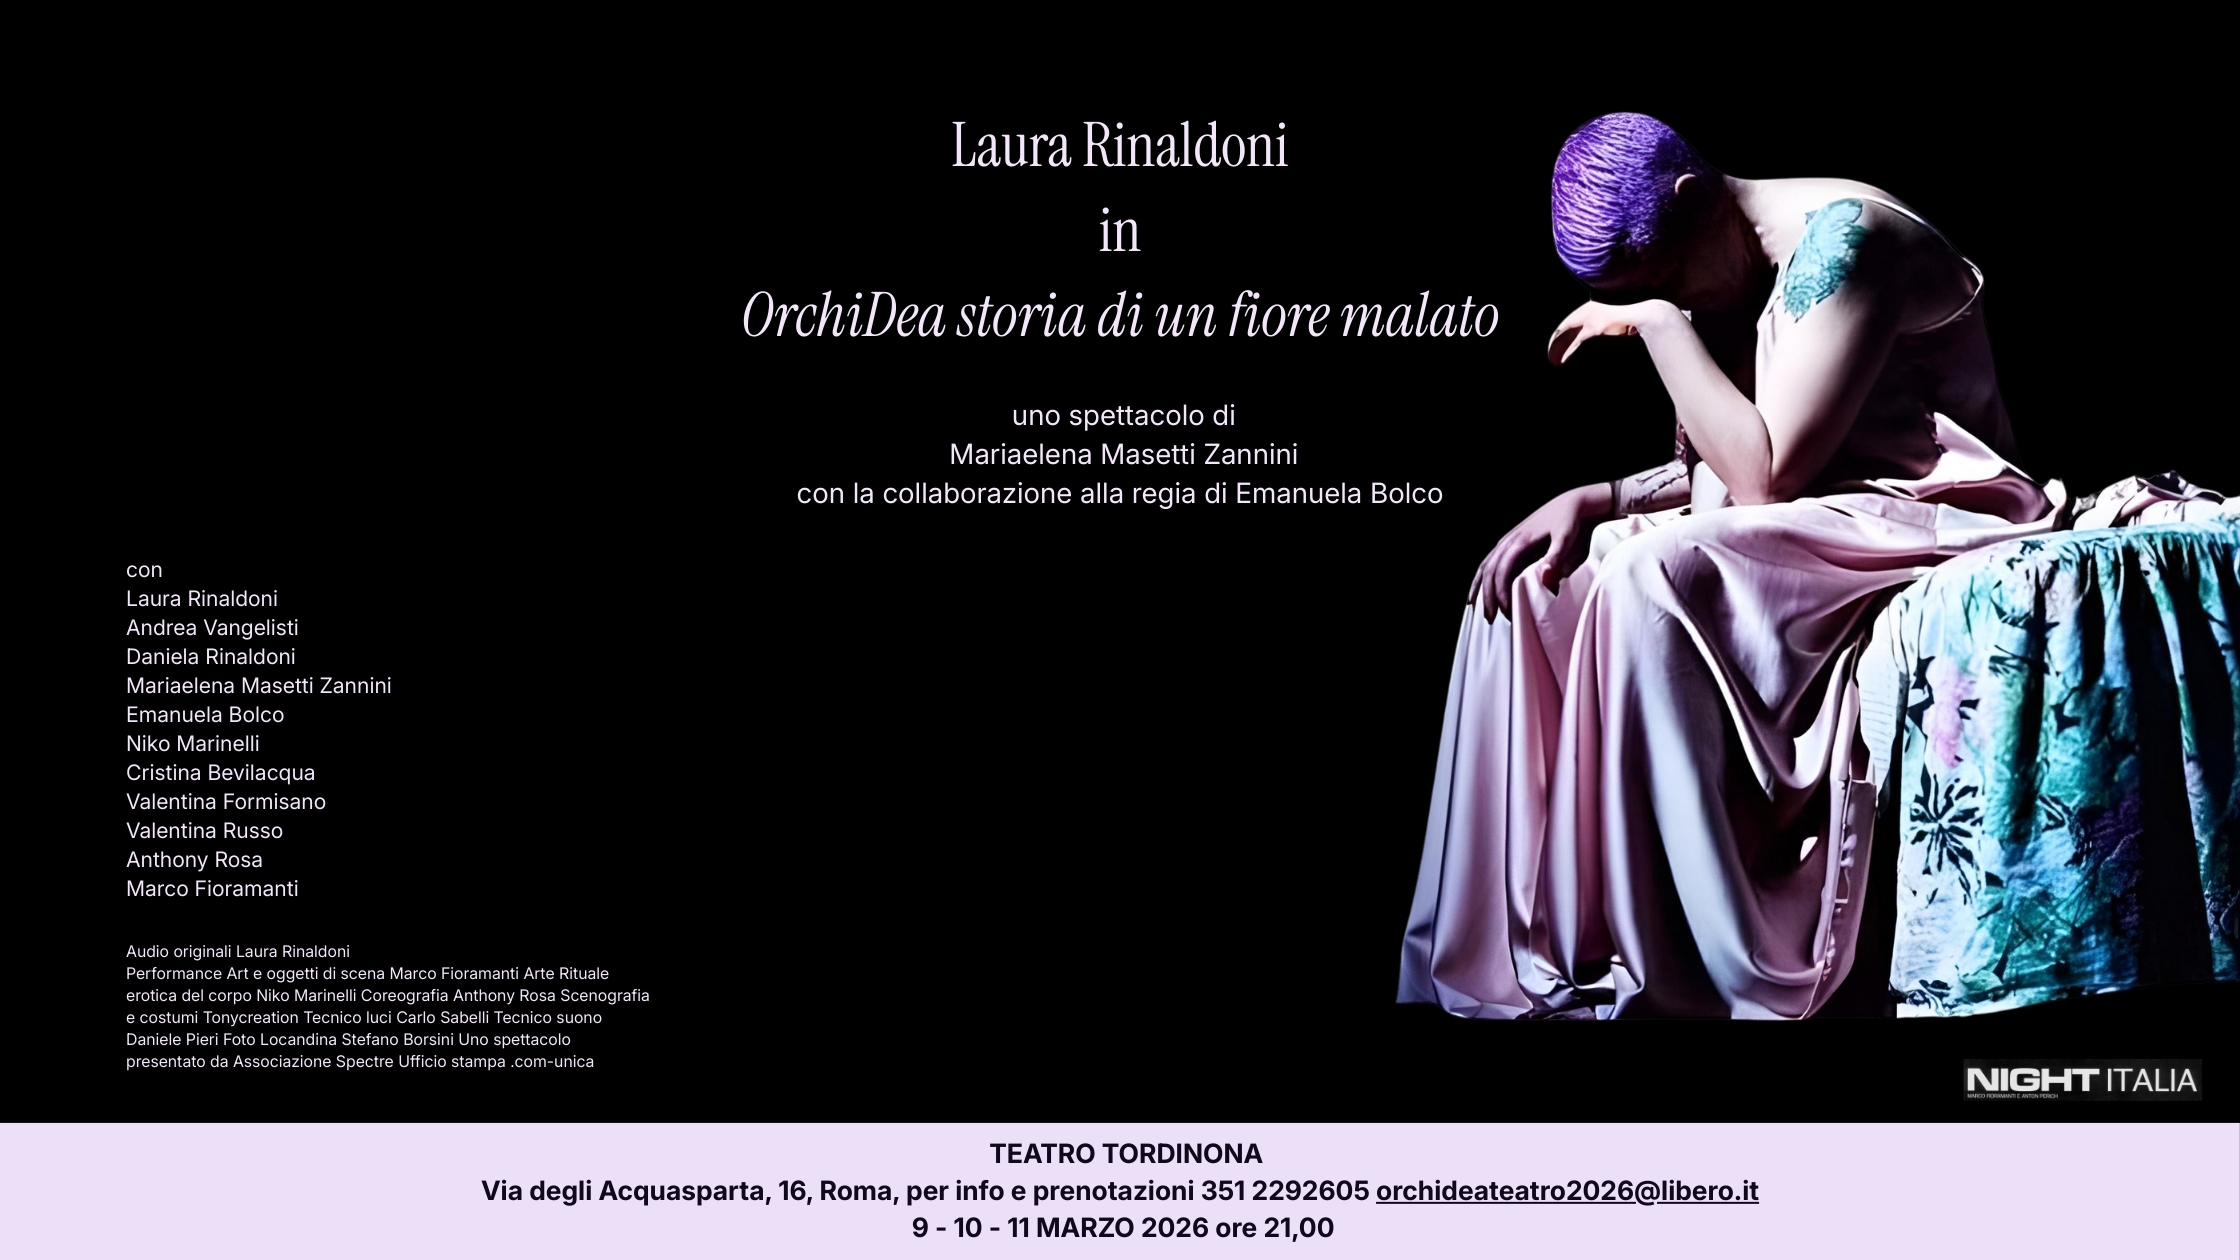 Laura Rinaldoni
in
OrchiDea storia di un fiore malato
uno spettacolo di
Mariaelena Masetti Zannini
con la collaborazione alla regia di Emanuela Bolco
con
Laura Rinaldoni
Andrea Vangelisti
Daniela Rinaldoni
Mariaelena Masetti Zannini
Emanuela Bolco
Niko Marinelli
Cristina Bevilacqua
Valentina Formisano
Valentina Russo
Anthony Rosa
Marco Fioramanti
Audio originali Laura Rinaldoni
Performance Art e oggetti di scena Marco Fioramanti Arte Rituale
erotica del corpo Niko Marinelli Coreografia Anthony Rosa Scenografia
e costumi Tonycreation Tecnico luci Carlo Sabelli Tecnico suono
Daniele Pieri Foto Locandina Stefano Borsini Uno spettacolo
presentato da Associazione Spectre Ufficio stampa .com-unica
NIGHT ITALIA
MARCO FIORAMANTI E ANTON PERICH
TEATRO TORDINONA
Via degli Acquasparta, 16, Roma, per info e prenotazioni 351 2292605 orchideateatro2026@libero.it
9 - 10 - 11 MARZO 2026 ore 21,00